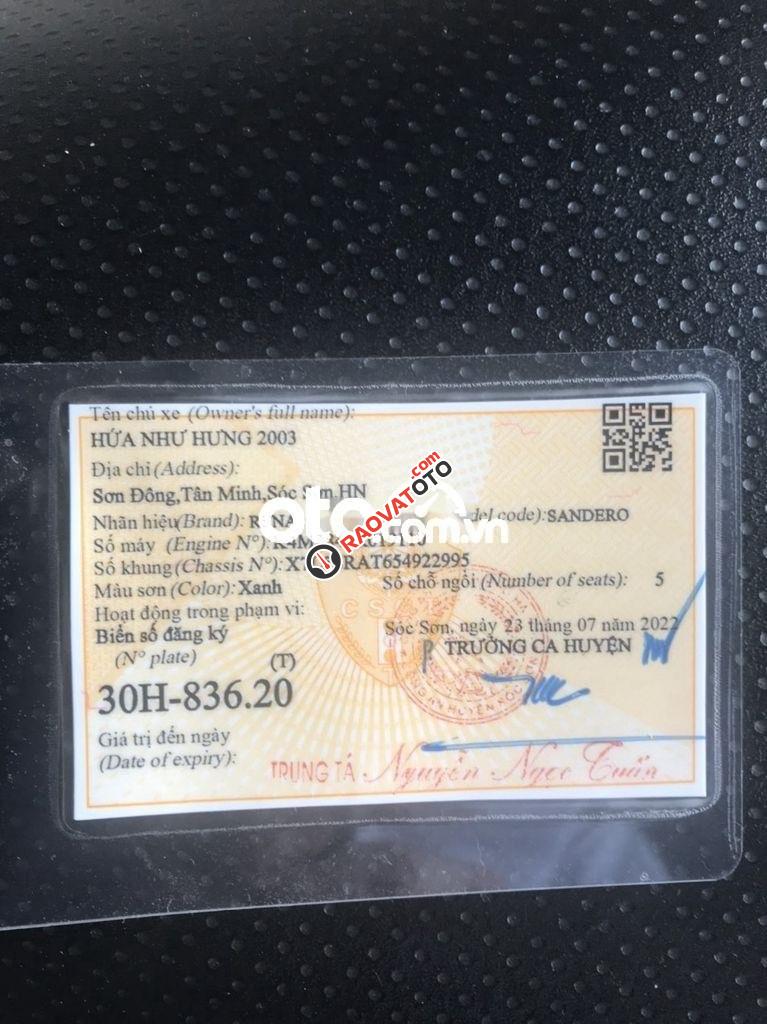 Tên chủ xe (Owner's full name):
HỨA NHƯ HƯNG 2003
Địa chỉ (Address):
Sơn Đông,Tân Minh,Sóc Sơn,HN
Nhãn hiệu(Brand): code):SANDERO
Số máy (Engine N°):
Số khung(Chassis N°): RAT654922995
Màu sơn (Color): Xanh Số chỗ ngồi (Number of seats): 5
Hoạt động trong phạm vi:
Biển số đăng ký Sóc Sơn, ngày 23 tháng 07 năm 2022
(N° plate) (T) P TRƯỞNG CA HUYỆN
30H-836.20
Giá trị đến ngày
(Date of expiry):
TRUNG TÁ Nguyễn Ngọc Tuấn
RAOVATOTO
.com
oto.com.vn